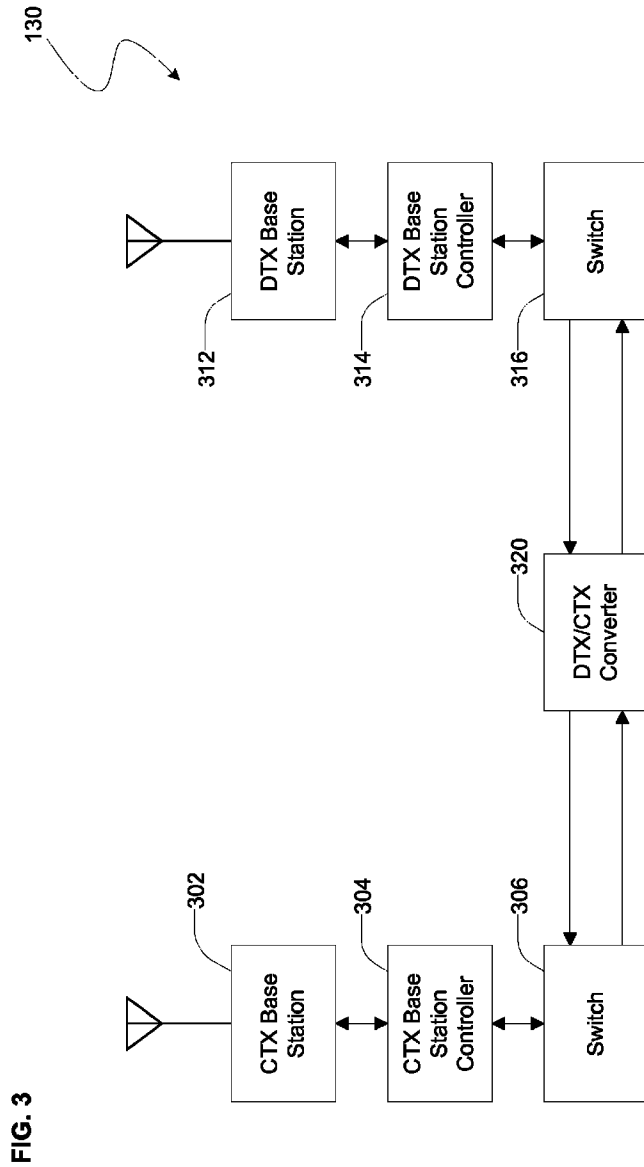 FIG. 3
130
302
CTX Base
Station
304
CTX Base
Station
Controller
306
Switch
320
DTX/CTX
Converter
312
DTX Base
Station
314
DTX Base
Station
Controller
316
Switch